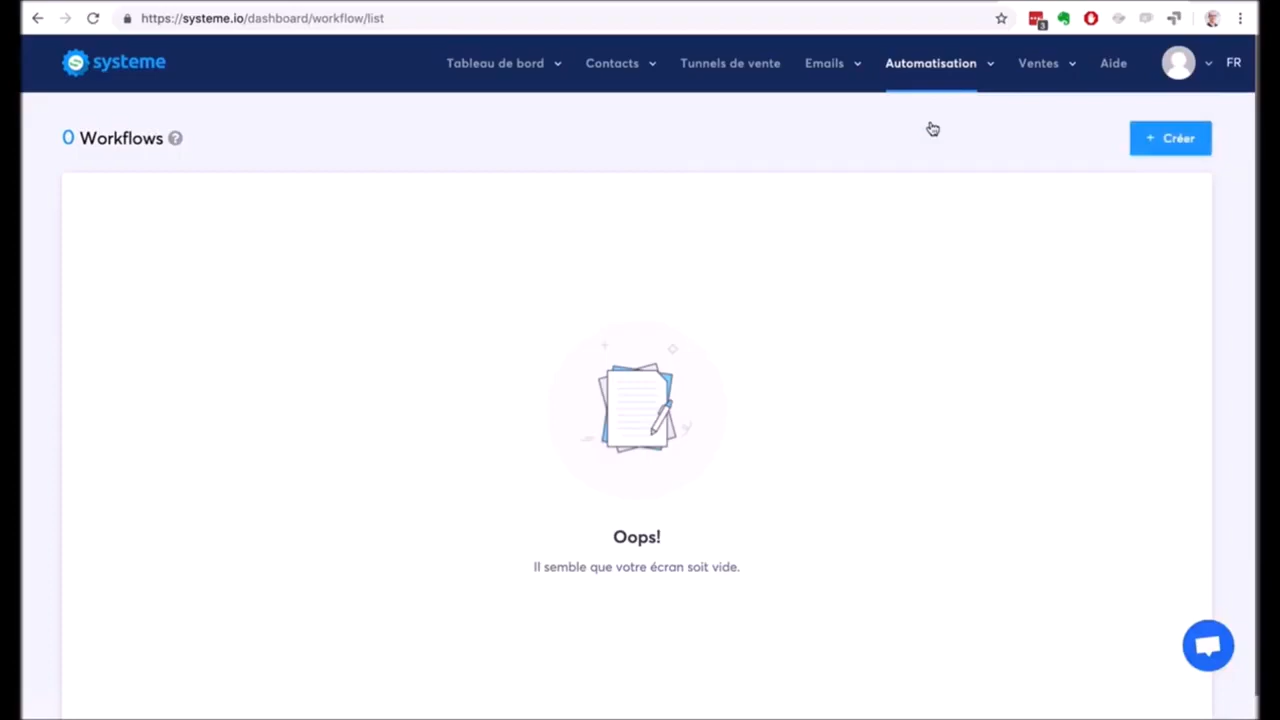 https://systeme.io/dashboard/workflow/list
3
systeme
Tableau de bord
Contacts
Tunnels de vente
Emails
Automatisation
Ventes
Aide
FR
0 Workflows ?
+ Créer
Oops!
Il semble que votre écran soit vide.